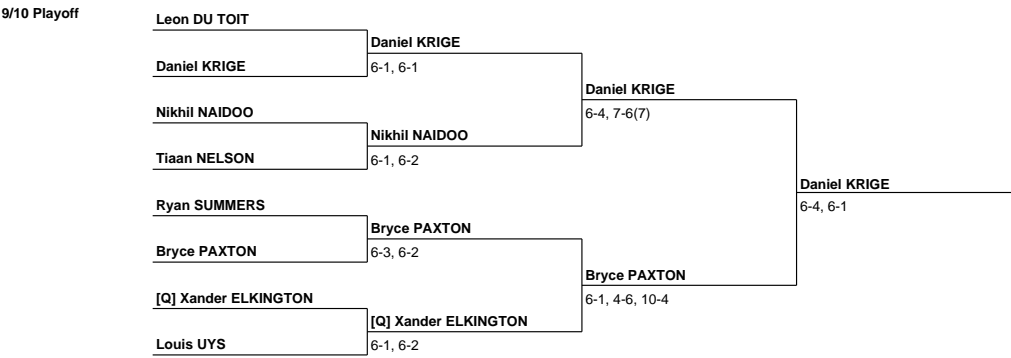 9/10 Playoff
Leon DU TOIT
Daniel KRIGE
Daniel KRIGE
6-1, 6-1
Daniel KRIGE
6-4, 7-6(7)
Nikhil NAIDOO
Nikhil NAIDOO
Tiaan NELSON
6-1, 6-2
Daniel KRIGE
6-4, 6-1
Ryan SUMMERS
Bryce PAXTON
Bryce PAXTON
6-3, 6-2
Bryce PAXTON
6-1, 4-6, 10-4
[Q] Xander ELKINGTON
[Q] Xander ELKINGTON
Louis UYS
6-1, 6-2